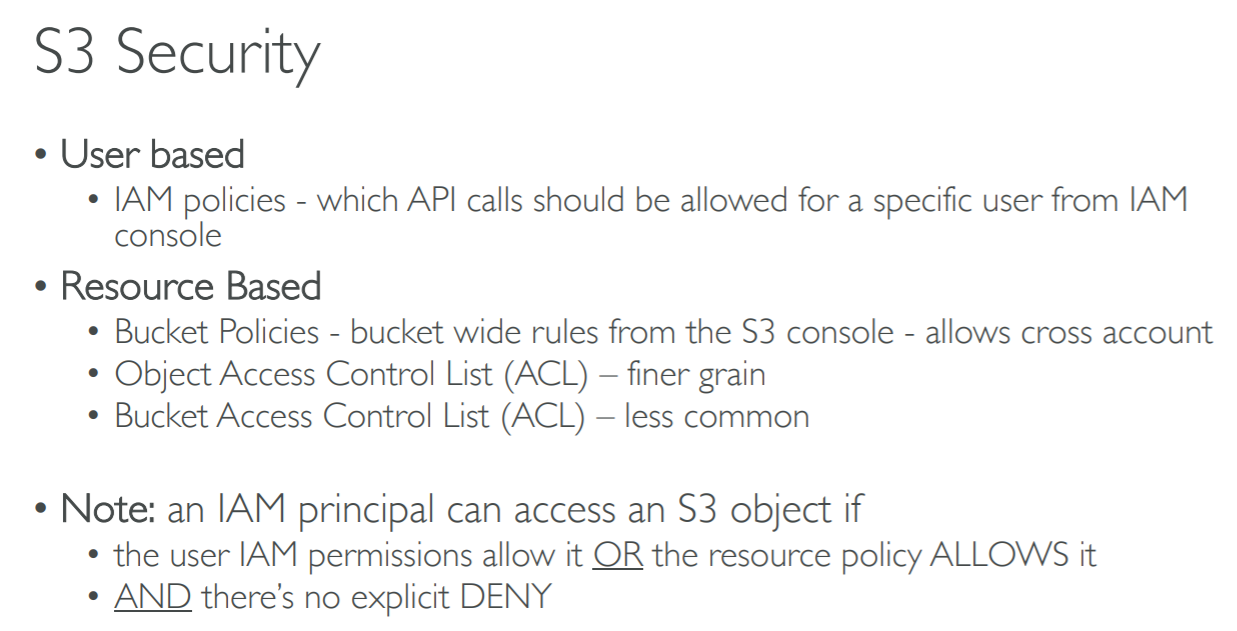 S3 Security
• User based
• IAM policies - which API calls should be allowed for a specific user from IAM
console
• Resource Based
• Bucket Policies - bucket wide rules from the S3 console - allows cross account
• Object Access Control List (ACL) – finer grain
• Bucket Access Control List (ACL) – less common
• Note: an IAM principal can access an S3 object if
• the user IAM permissions allow it OR the resource policy ALLOWS it
• AND there’s no explicit DENY